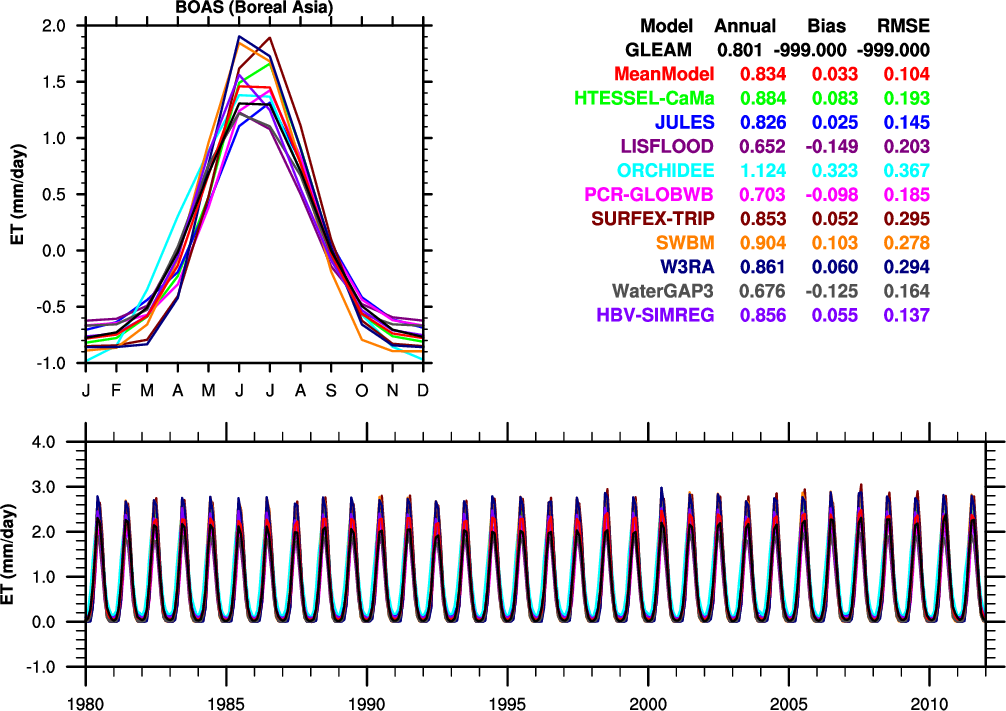 BOAS (Boreal Asia)
2.0
1.5
1.0
0.5
0.0
-0.5
-1.0
ET (mm/day)
J F M A M J J A S O N D
Model Annual Bias RMSE
GLEAM 0.801 -999.000 -999.000
MeanModel 0.834 0.033 0.104
HTESSEL-CaMa 0.884 0.083 0.193
JULES 0.826 0.025 0.145
LISFLOOD 0.652 -0.149 0.203
ORCHIDEE 1.124 0.323 0.367
PCR-GLOBWB 0.703 -0.098 0.185
SURFEX-TRIP 0.853 0.052 0.295
SWBM 0.904 0.103 0.278
W3RA 0.861 0.060 0.294
WaterGAP3 0.676 -0.125 0.164
HBV-SIMREG 0.856 0.055 0.137
4.0
3.0
2.0
1.0
0.0
-1.0
ET (mm/day)
1980 1985 1990 1995 2000 2005 2010